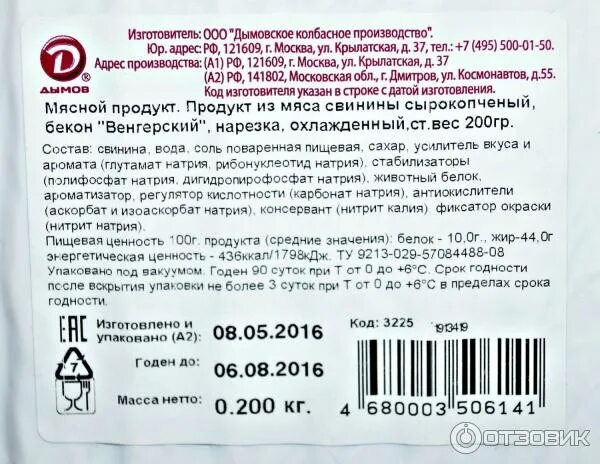 Изготовитель: ООО "Дымовское колбасное производство".
Юр. адрес: РФ, 121609, г. Москва, ул. Крылатская, д. 37, тел.: +7 (495) 500-01-50.
Адрес производства: (А1) РФ, 121609, г. Москва, ул. Крылатская, д. 37
(А2) РФ, 141802, Московская обл., г. Дмитров, ул. Космонавтов, д.55.
Код изготовителя указан в строке с датой изготовления.
Д
®
ДЫМОВ
Мясной продукт. Продукт из мяса свинины сырокопченый,
бекон "Венгерский", нарезка, охлажденный,ст.вес 200гр.
Состав: свинина, вода, соль поваренная пищевая, сахар, усилитель вкуса и
аромата (глутамат натрия, рибонуклеотид натрия), стабилизаторы
(полифосфат натрия, дигидропирофосфат натрия), животный белок,
ароматизатор, регулятор кислотности (карбонат натрия), антиокислители
(аскорбат и изоаскорбат натрия), консервант (нитрит калия). фиксатор окраски
(нитрит натрия).
Пищевая ценность 100г. продукта (средние значения): белок - 10,0г., жир-44,0г
энергетическая ценность - 436ккал/1798кДж. ТУ 9213-029-57084488-08
Упаковано под вакуумом. Годен 90 суток при Т от 0 до +6°С. Срок годности
после вскрытия упаковки не более 3 суток при Т от 0 до +6°С в пределах срока
годности.
ЕАС
Изготовлено и
упаковано (А2):
08.05.2016
Код: 3225
1913419
7
Годен до:
06.08.2016
Масса нетто:
0.200 кг.
4 680003 506141
ОТЗОВИК